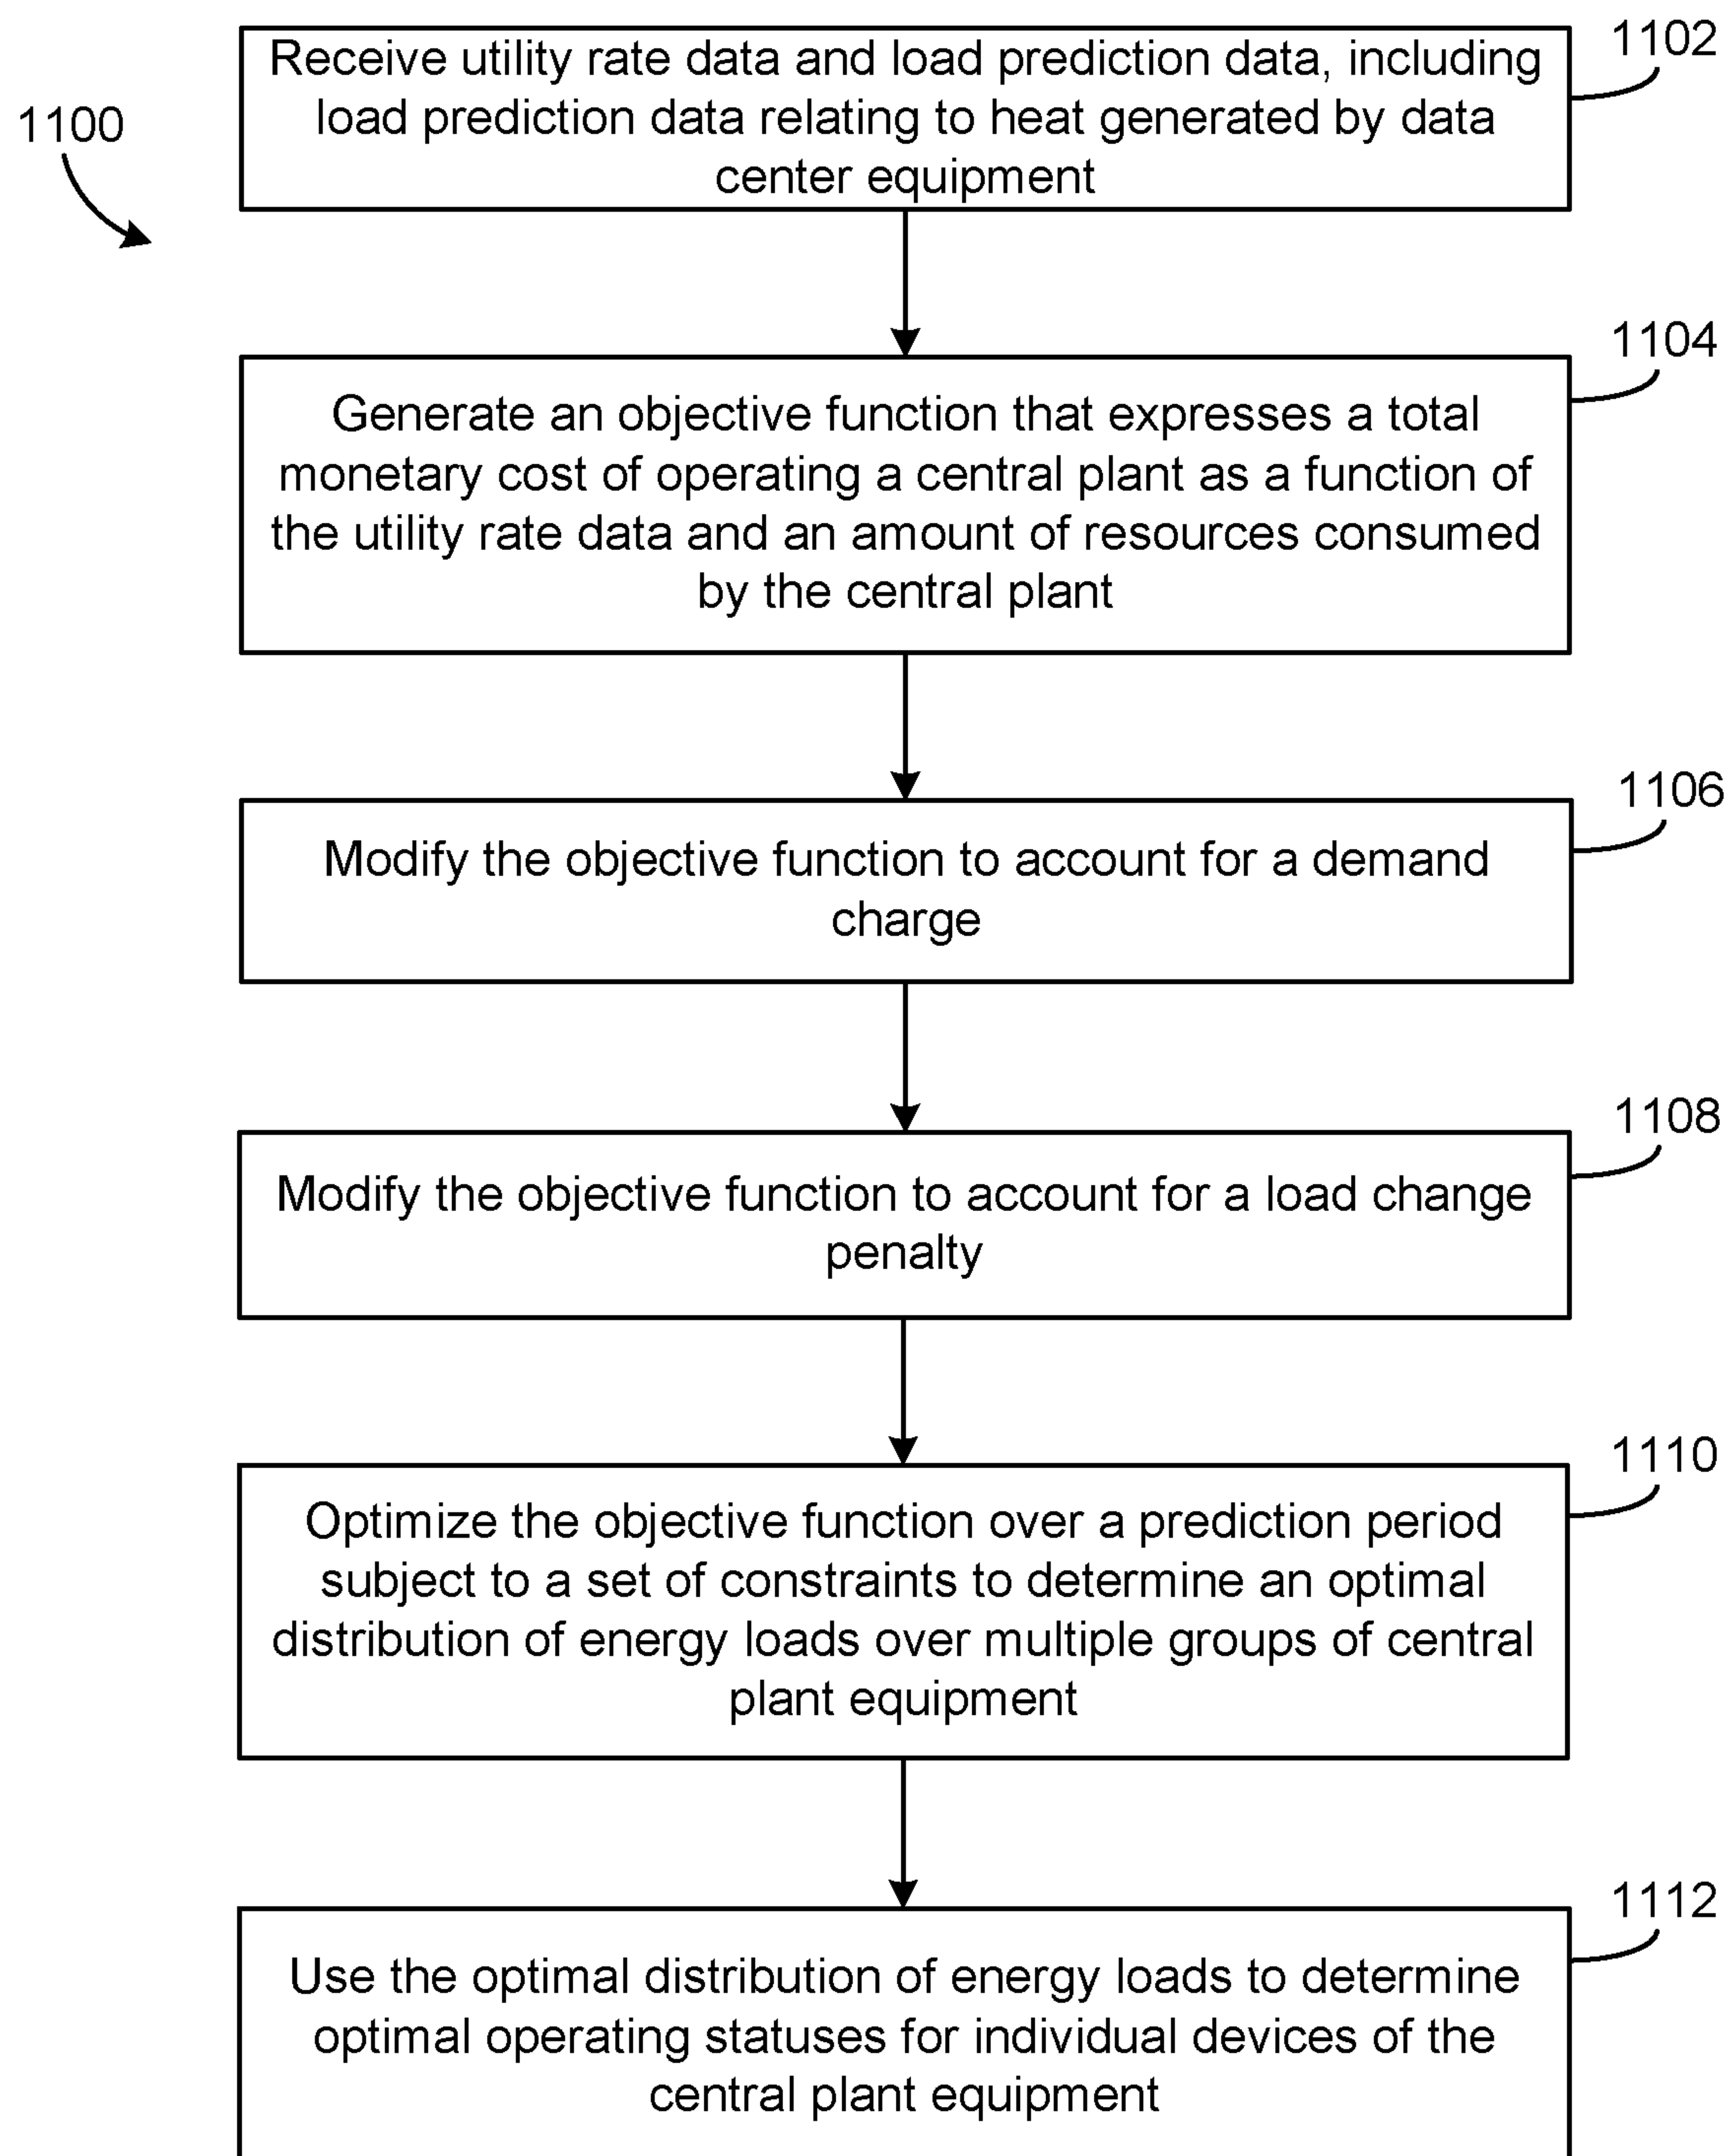 1100
1102
Receive utility rate data and load prediction data, including
load prediction data relating to heat generated by data
center equipment
1104
Generate an objective function that expresses a total
monetary cost of operating a central plant as a function of
the utility rate data and an amount of resources consumed
by the central plant
1106
Modify the objective function to account for a demand
charge
1108
Modify the objective function to account for a load change
penalty
1110
Optimize the objective function over a prediction period
subject to a set of constraints to determine an optimal
distribution of energy loads over multiple groups of central
plant equipment
1112
Use the optimal distribution of energy loads to determine
optimal operating statuses for individual devices of the
central plant equipment